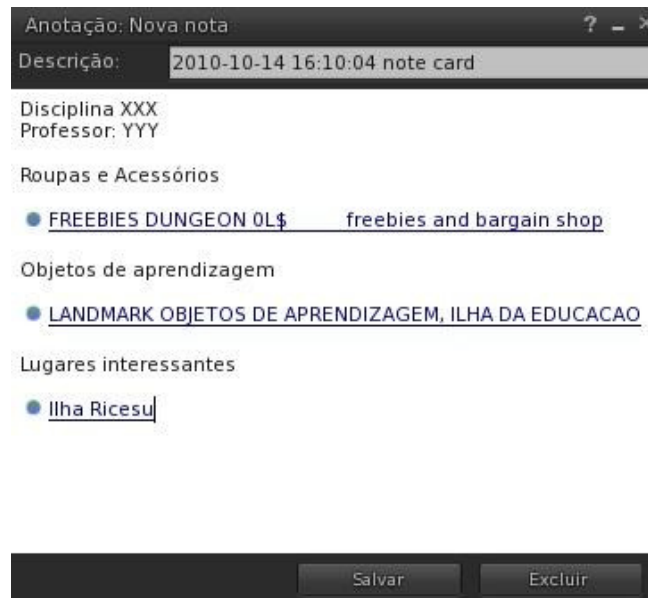 Anotação: Nova nota ? _ ×
Descrição: 2010-10-14 16:10:04 note card
Disciplina XXX
Professor: YYY
Roupas e Acessórios
FREEBIES DUNGEON 0L$ freebies and bargain shop
Objetos de aprendizagem
LANDMARK OBJETOS DE APRENDIZAGEM, ILHA DA EDUCACAO
Lugares interessantes
Ilha Ricesu
Salvar Excluir